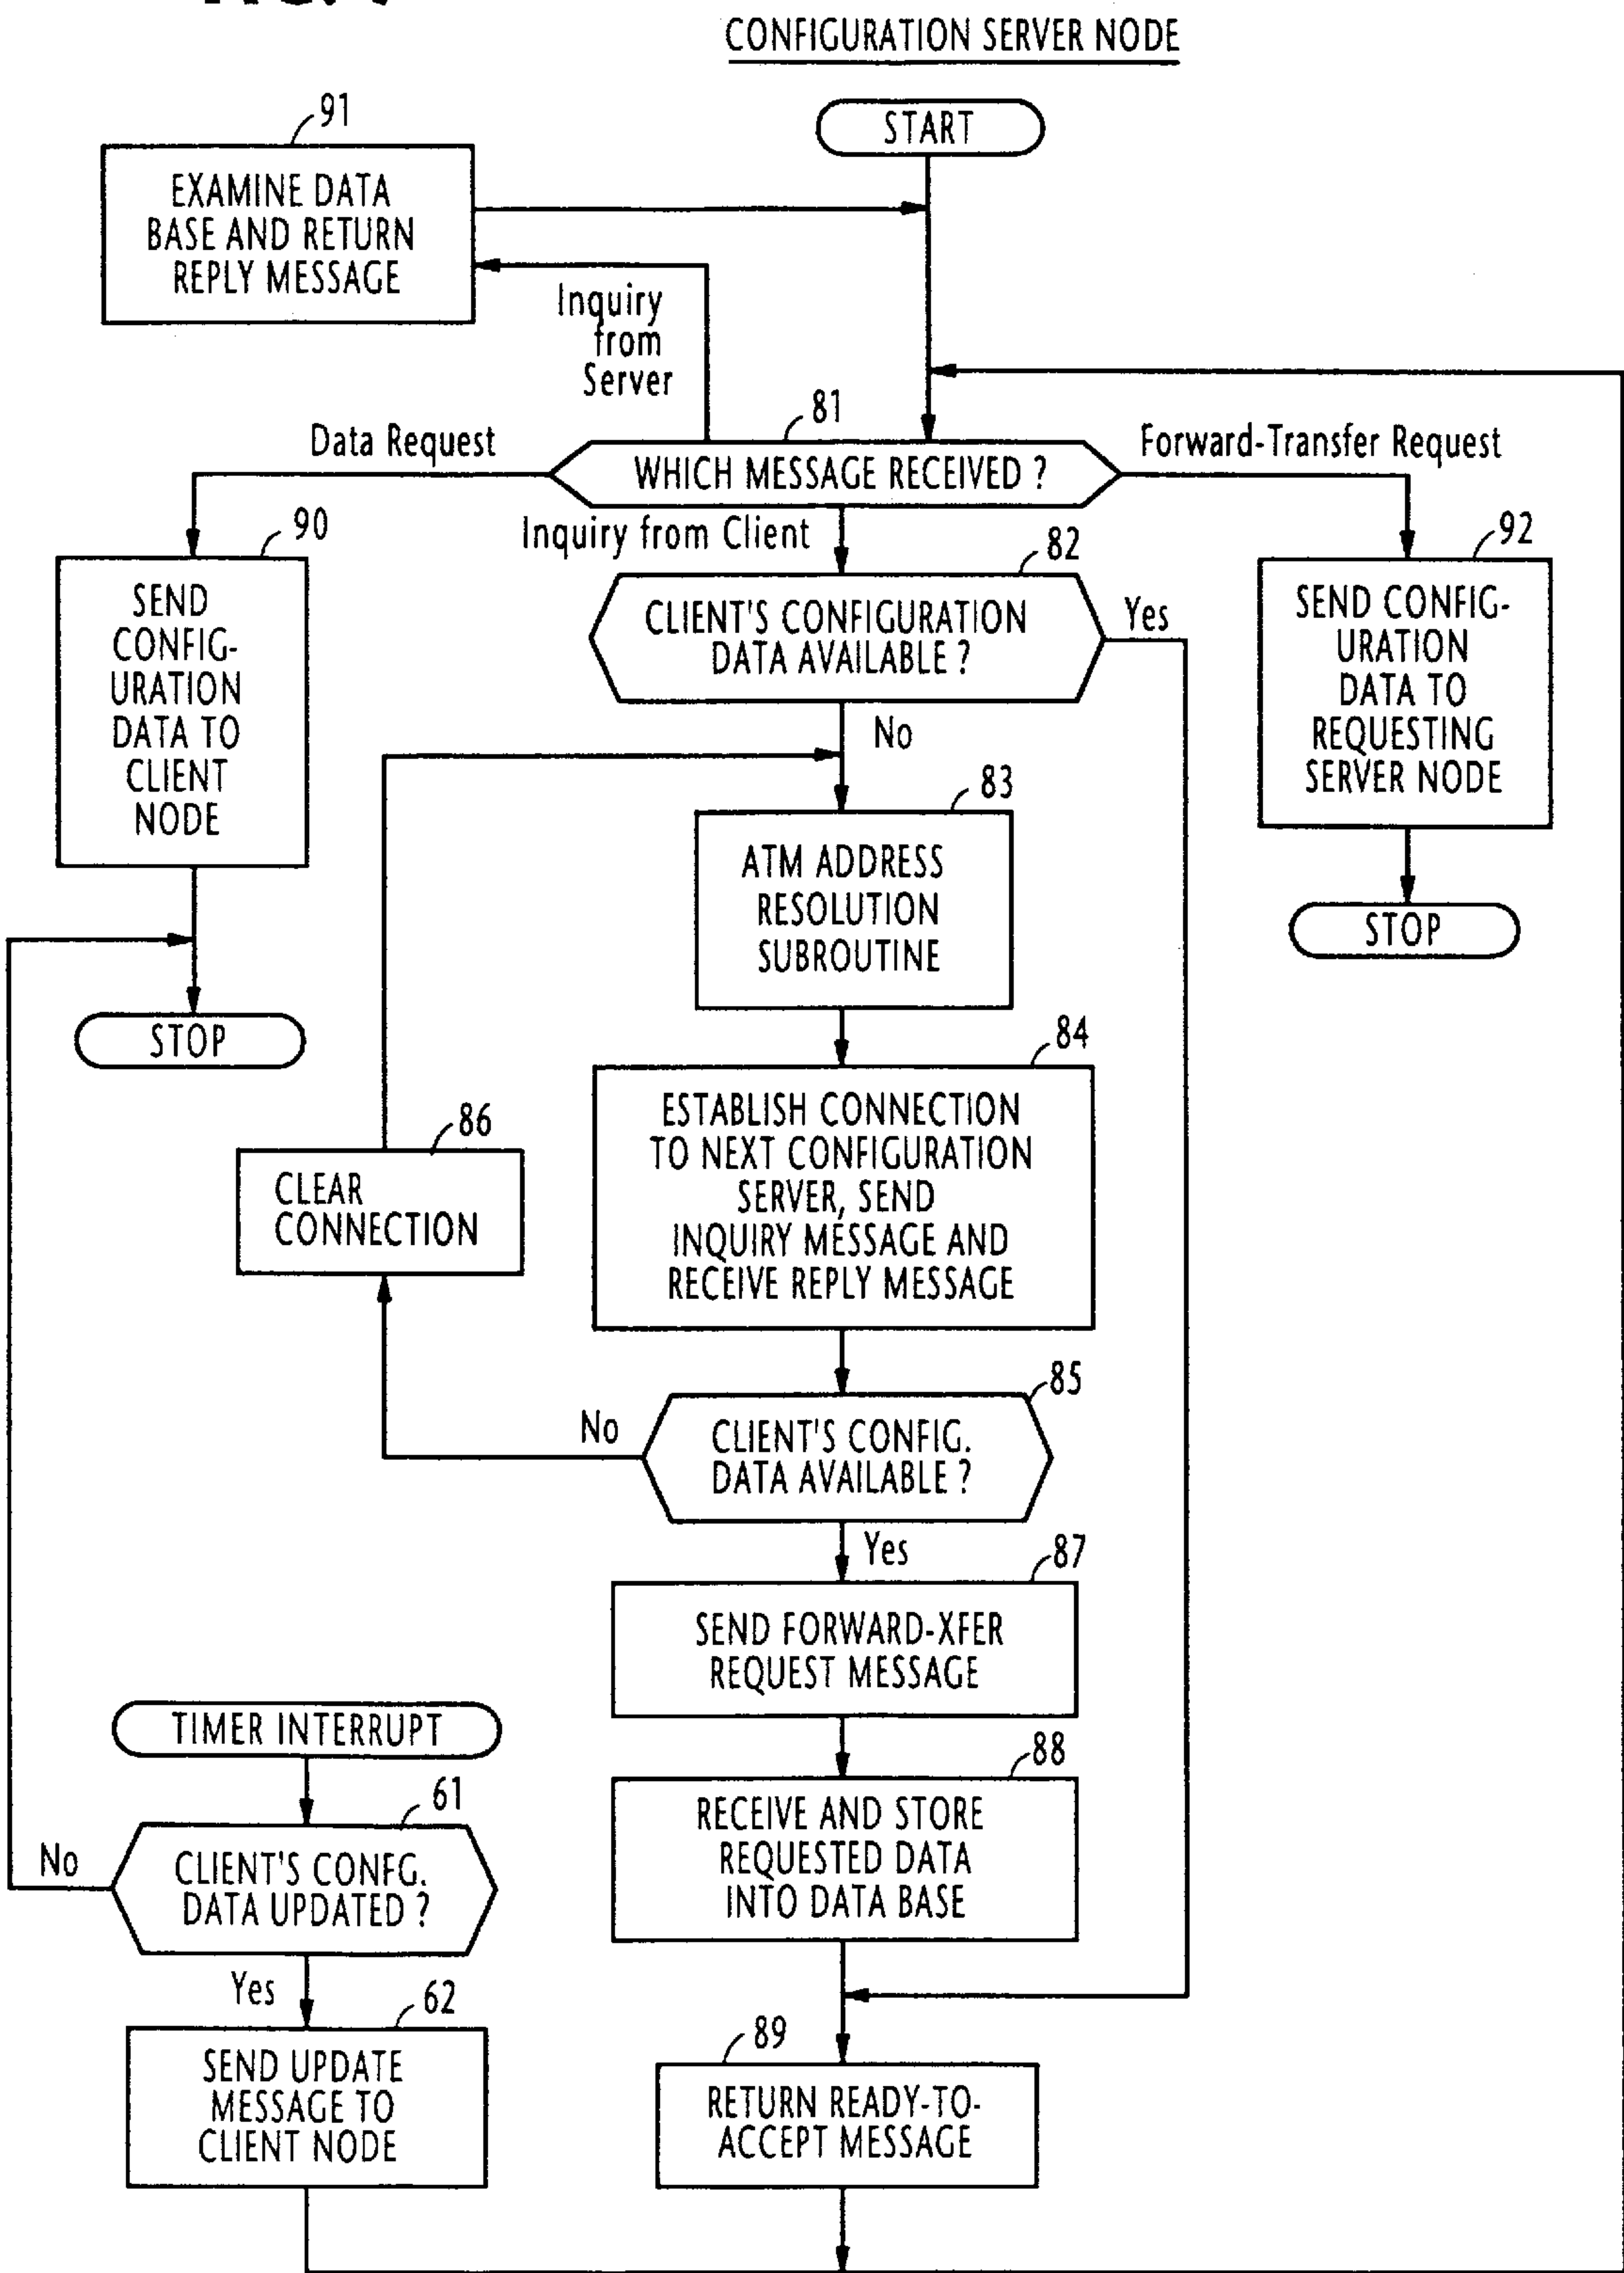 CONFIGURATION SERVER NODE
START
91
EXAMINE DATA
BASE AND RETURN
REPLY MESSAGE
Inquiry
from
Server
81
Data Request
WHICH MESSAGE RECEIVED ?
Forward-Transfer Request
Inquiry from Client
90
SEND
CONFIG-
URATION
DATA TO
CLIENT
NODE
STOP
82
CLIENT'S CONFIGURATION
DATA AVAILABLE ?
Yes
No
92
SEND CONFIG-
URATION
DATA TO
REQUESTING
SERVER NODE
STOP
83
ATM ADDRESS
RESOLUTION
SUBROUTINE
84
ESTABLISH CONNECTION
TO NEXT CONFIGURATION
SERVER, SEND
INQUIRY MESSAGE AND
RECEIVE REPLY MESSAGE
86
CLEAR
CONNECTION
85
No
CLIENT'S CONFIG.
DATA AVAILABLE ?
Yes
87
SEND FORWARD-XFER
REQUEST MESSAGE
88
RECEIVE AND STORE
REQUESTED DATA
INTO DATA BASE
89
RETURN READY-TO-
ACCEPT MESSAGE
TIMER INTERRUPT
61
No
CLIENT'S CONFG.
DATA UPDATED ?
Yes
62
SEND UPDATE
MESSAGE TO
CLIENT NODE